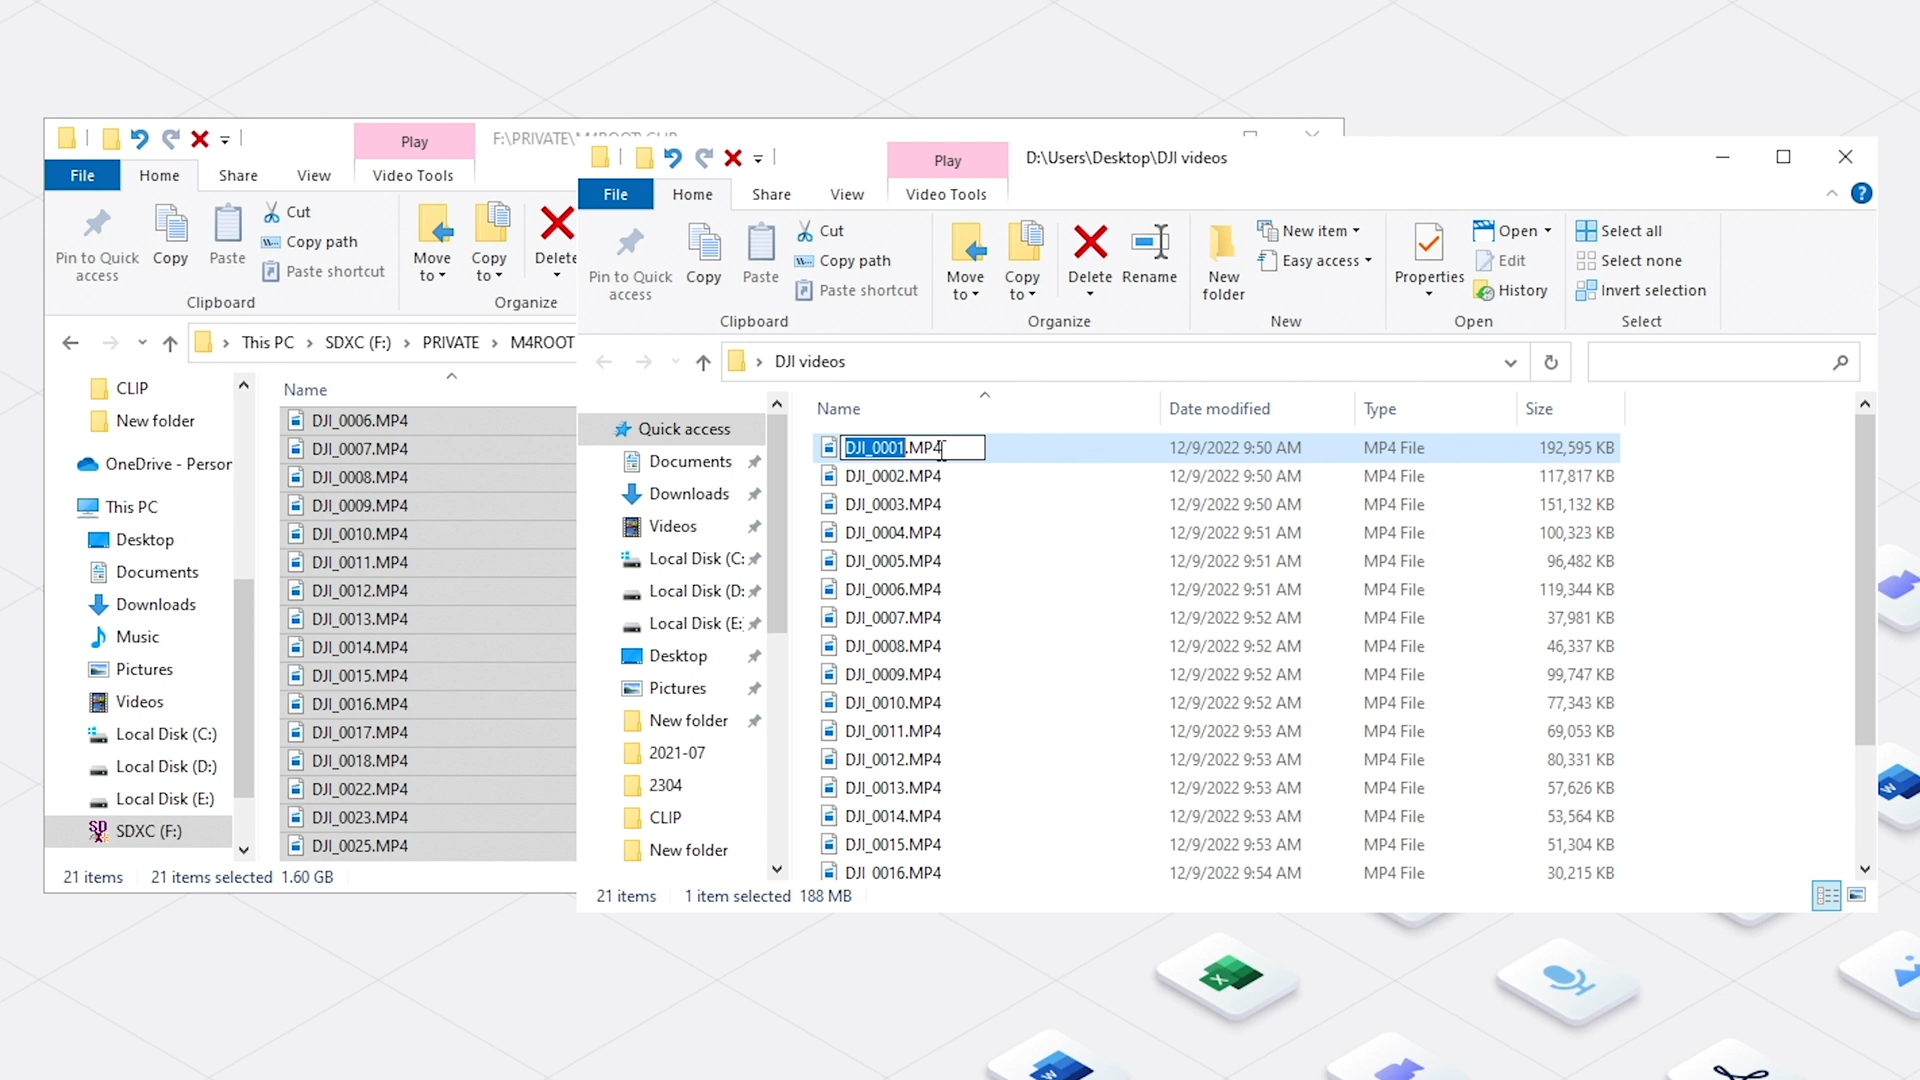 Play
F:\PRIVATE\M4ROOT\CLIP
File
Home
Share
View
Video Tools
Pin to Quick access
Copy
Paste
Cut
Copy path
Paste shortcut
Move to
Copy to
Delete
Clipboard
Organize
This PC > SDXC (F:) > PRIVATE > M4ROOT
CLIP
New folder
OneDrive - Person
This PC
Desktop
Documents
Downloads
Music
Pictures
Videos
Local Disk (C:)
Local Disk (D:)
Local Disk (E:)
SDXC (F:)
Name
DJI_0006.MP4
DJI_0007.MP4
DJI_0008.MP4
DJI_0009.MP4
DJI_0010.MP4
DJI_0011.MP4
DJI_0012.MP4
DJI_0013.MP4
DJI_0014.MP4
DJI_0015.MP4
DJI_0016.MP4
DJI_0017.MP4
DJI_0018.MP4
DJI_0022.MP4
DJI_0023.MP4
DJI_0025.MP4
21 items 21 items selected 1.60 GB
Play
D:\Users\Desktop\DJI videos
File
Home
Share
View
Video Tools
Pin to Quick access
Copy
Paste
Cut
Copy path
Paste shortcut
Move to
Copy to
Delete
Rename
New folder
New item
Easy access
Properties
Open
Edit
History
Select all
Select none
Invert selection
Clipboard
Organize
New
Open
Select
> DJI videos
Quick access
Documents
Downloads
Videos
Local Disk (C:
Local Disk (D:
Local Disk (E:
Desktop
Pictures
New folder
2021-07
2304
CLIP
New folder
Name Date modified Type Size
DJI_0001.MP4 12/9/2022 9:50 AM MP4 File 192,595 KB
DJI_0002.MP4 12/9/2022 9:50 AM MP4 File 117,817 KB
DJI_0003.MP4 12/9/2022 9:50 AM MP4 File 151,132 KB
DJI_0004.MP4 12/9/2022 9:51 AM MP4 File 100,323 KB
DJI_0005.MP4 12/9/2022 9:51 AM MP4 File 96,482 KB
DJI_0006.MP4 12/9/2022 9:51 AM MP4 File 119,344 KB
DJI_0007.MP4 12/9/2022 9:52 AM MP4 File 37,981 KB
DJI_0008.MP4 12/9/2022 9:52 AM MP4 File 46,337 KB
DJI_0009.MP4 12/9/2022 9:52 AM MP4 File 99,747 KB
DJI_0010.MP4 12/9/2022 9:52 AM MP4 File 77,343 KB
DJI_0011.MP4 12/9/2022 9:53 AM MP4 File 69,053 KB
DJI_0012.MP4 12/9/2022 9:53 AM MP4 File 80,331 KB
DJI_0013.MP4 12/9/2022 9:53 AM MP4 File 57,626 KB
DJI_0014.MP4 12/9/2022 9:53 AM MP4 File 53,564 KB
DJI_0015.MP4 12/9/2022 9:53 AM MP4 File 51,304 KB
DJI_0016.MP4 12/9/2022 9:54 AM MP4 File 30,215 KB
21 items 1 item selected 188 MB